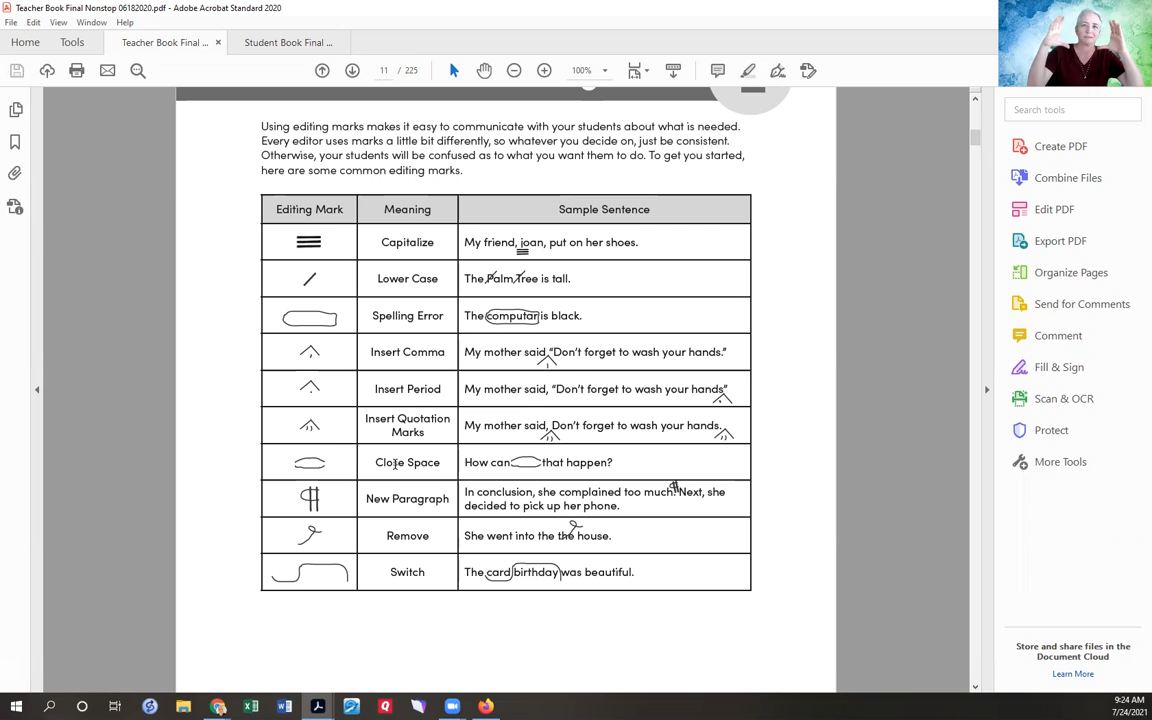 Teacher Book Final Nonstop 06182020.pdf - Adobe Acrobat Standard 2020
File Edit View Window Help
Home Tools Teacher Book Final ... × Student Book Final ...
11 / 225 100%
Search tools
Using editing marks makes it easy to communicate with your students about what is needed.
Every editor uses marks a little bit differently, so whatever you decide on, just be consistent.
Otherwise, your students will be confused as to what you want them to do. To get you started,
here are some common editing marks.
Editing Mark Meaning Sample Sentence
Capitalize My friend, joan, put on her shoes.
/ Lower Case The Palm Tree is tall.
Spelling Error The computar is black.
Insert Comma My mother said "Don't forget to wash your hands."
Insert Period My mother said, "Don't forget to wash your hands"
Insert Quotation
Marks
My mother said, Don't forget to wash your hands.
Close Space How can that happen?
¶ New Paragraph In conclusion, she complained too much.¶ Next, she
decided to pick up her phone.
Remove She went into the the house.
Switch The card birthday was beautiful.
Create PDF
Combine Files
Edit PDF
Export PDF
Organize Pages
Send for Comments
Comment
Fill & Sign
Scan & OCR
Protect
More Tools
Store and share files in the
Document Cloud
Learn More
9:24 AM
7/24/2021